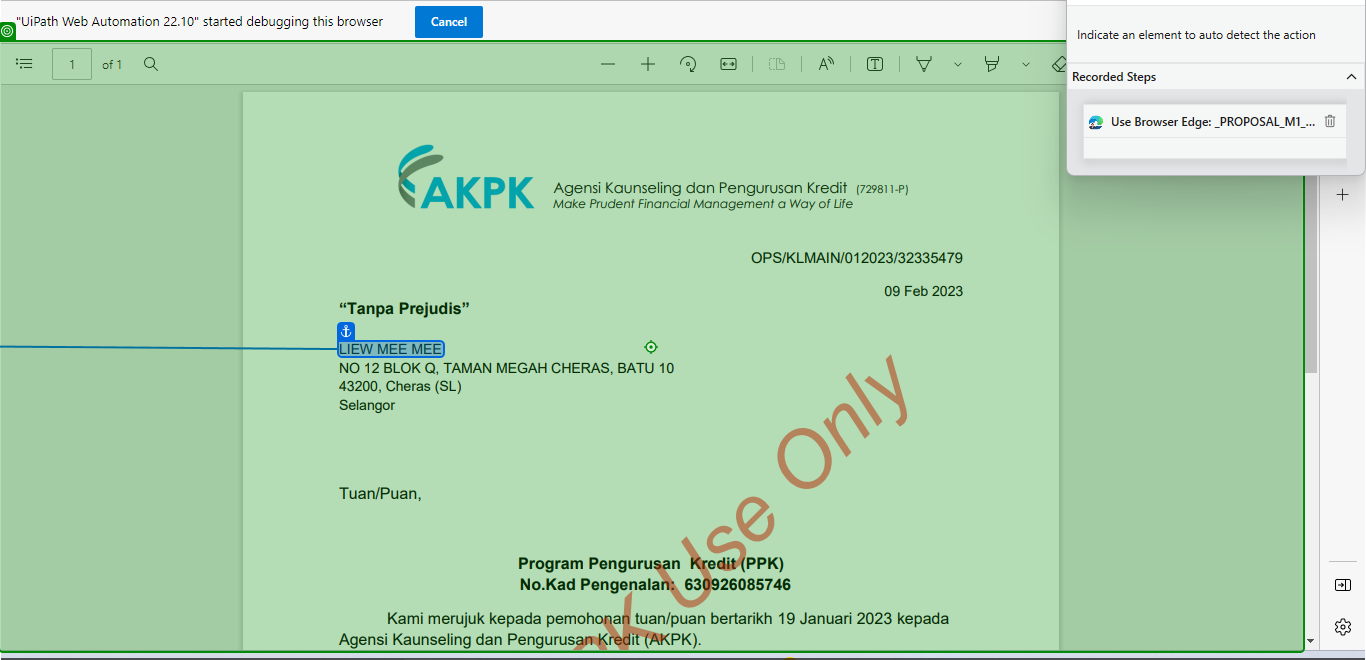 "UiPath Web Automation 22.10" started debugging this browser
Cancel
Indicate an element to auto detect the action
1 of 1
Recorded Steps
Use Browser Edge: _PROPOSAL_M1_...
AKPK
Agensi Kaunseling dan Pengurusan Kredit (729811-P)
Make Prudent Financial Management a Way of Life
OPS/KLMAIN/012023/32335479
09 Feb 2023
“Tanpa Prejudis”
LIEW MEE MEE
NO 12 BLOK Q, TAMAN MEGAH CHERAS, BATU 10
43200, Cheras (SL)
Selangor
Tuan/Puan,
Program Pengurusan Kredit (PPK)
No.Kad Pengenalan: 630926085746
Kami merujuk kepada pemohonan tuan/puan bertarikh 19 Januari 2023 kepada
Agensi Kaunseling dan Pengurusan Kredit (AKPK).
Use Only